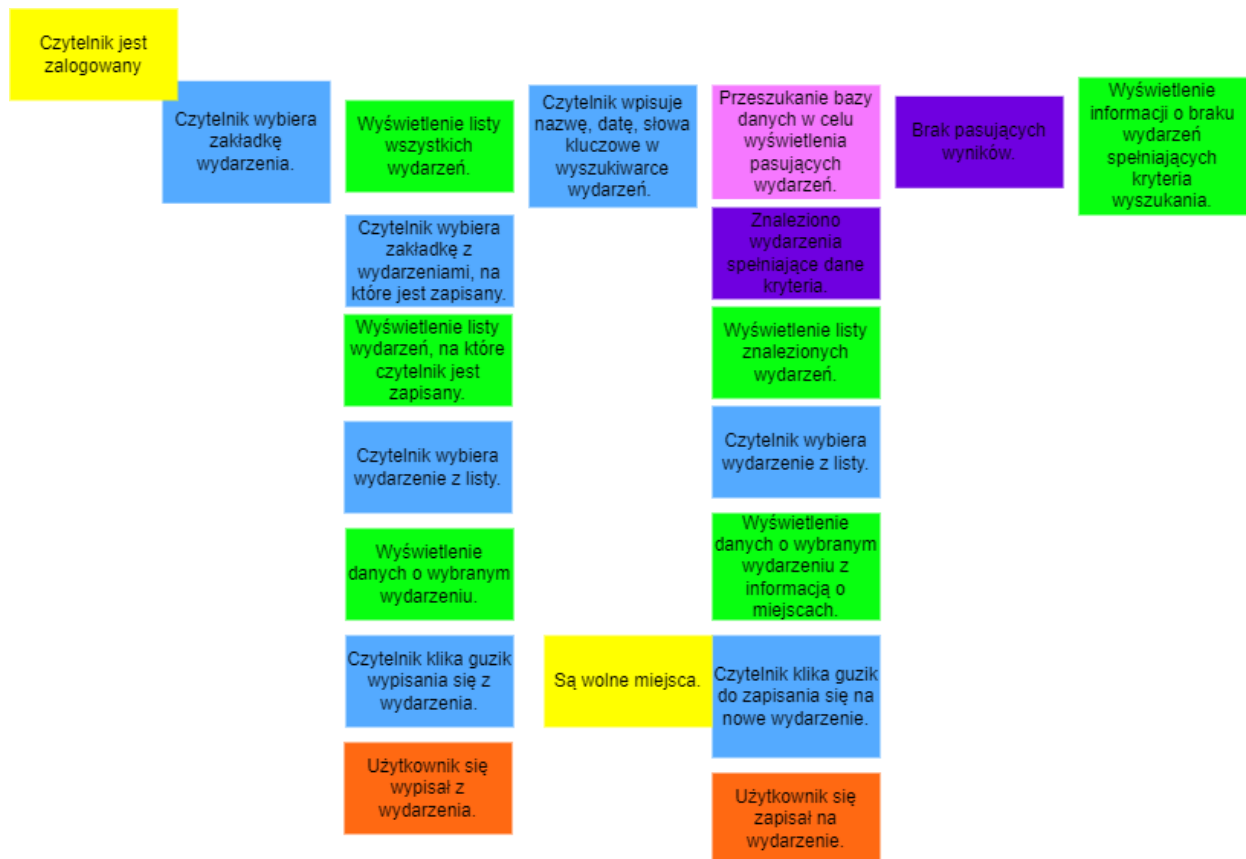 Czytelnik jest
zalogowany
Czytelnik wybiera
zakładkę
wydarzenia.
Wyświetlenie listy
wszystkich
wydarzeń.
Czytelnik wpisuje
nazwę, datę, słowa
kluczowe w
wyszukiwarce
wydarzeń.
Przeszukanie bazy
danych w celu
wyświetlenia
pasujących
wydarzeń.
Brak pasujących
wyników.
Wyświetlenie
informacji o braku
wydarzeń
spełniających
kryteria
wyszukania.
Czytelnik wybiera
zakładkę z
wydarzeniami, na
które jest zapisany.
Wyświetlenie listy
wydarzeń, na które
czytelnik jest
zapisany.
Czytelnik wybiera
wydarzenie z listy.
Wyświetlenie
danych o wybranym
wydarzeniu.
Czytelnik klika guzik
wypisania się z
wydarzenia.
Użytkownik się
wypisał z
wydarzenia.
Znaleziono
wydarzenia
spełniające dane
kryteria.
Wyświetlenie listy
znalezionych
wydarzeń.
Czytelnik wybiera
wydarzenie z listy.
Wyświetlenie
danych o wybranym
wydarzeniu z
informacją o
miejscach.
Są wolne miejsca.
Czytelnik klika guzik
do zapisania się na
nowe wydarzenie.
Użytkownik się
zapisał na
wydarzenie.